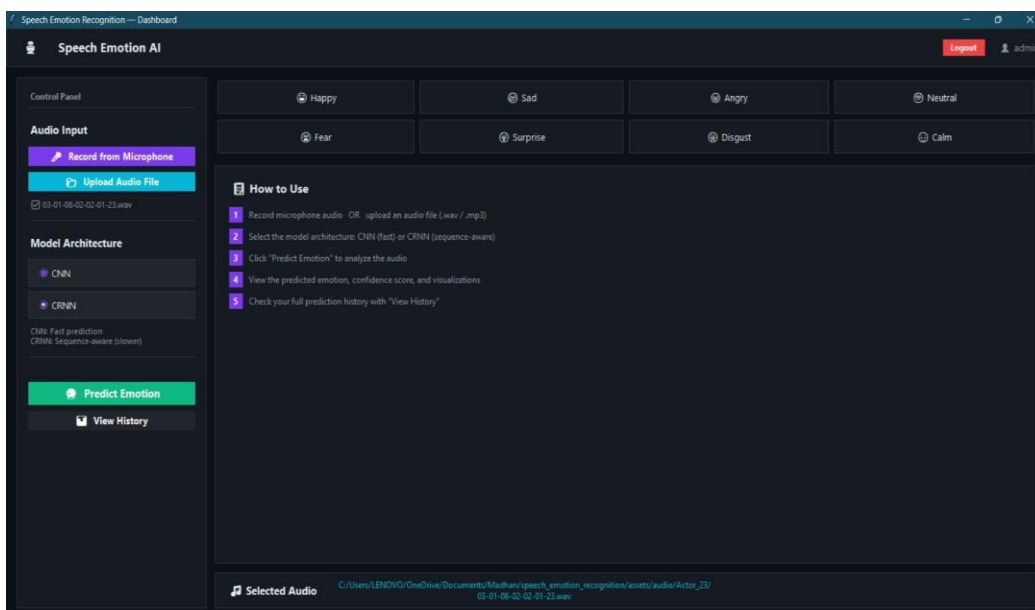 Speech Emotion Recognition — Dashboard
Speech Emotion AI
Logout
admi
Control Panel
Audio Input
Record from Microphone
Upload Audio File
03-01-08-02-02-01-23.wav
Model Architecture
CNN
CRNN
CNN: Fast prediction
CRNN: Sequence-aware (slower)
Predict Emotion
View History
Happy
Sad
Angry
Neutral
Fear
Surprise
Disgust
Calm
How to Use
1 Record microphone audio OR upload an audio file (.wav / .mp3)
2 Select the model architecture: CNN (fast) or CRNN (sequence-aware)
3 Click "Predict Emotion" to analyze the audio
4 View the predicted emotion, confidence score, and visualizations
5 Check your full prediction history with "View History"
Selected Audio
C:/Users/LENOVO/OneDrive/Documents/Madhan/speech_emotion_recognition/assets/audio/Actor_23/
03-01-08-02-02-01-23.wav